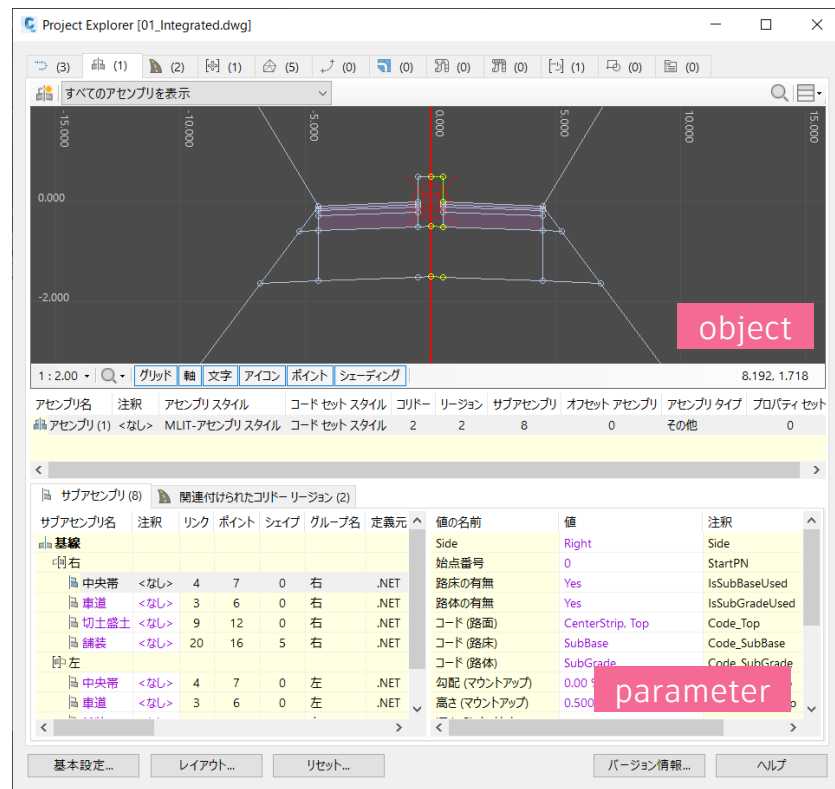 Project Explorer [01_Integrated.dwg]
(3) (1) (2) (1) (5) (0) (0) (0) (0) (1) (0) (0)
すべてのアセンブリを表示
-15.000 -10.000 -5.000 0.000 5.000 10.000 15.000
0.000
-2.000
object
1 : 2.00 グリッド 軸 文字 アイコン ポイント シェーディング 8.192, 1.718
アセンブリ名 注釈 アセンブリ スタイル コード セット スタイル コリドー リージョン サブアセンブリ オフセット アセンブリ アセンブリ タイプ プロパティ セット
アセンブリ (1) <なし> MLIT-アセンブリ スタイル コード セット スタイル 2 2 8 0 その他 0
サブアセンブリ (8) 関連付けられたコリドー リージョン (2)
サブアセンブリ名 注釈 リンク ポイント シェイプ グループ名 定義元 値の名前 値 注釈
基線 Side Right Side
右 始点番号 0 StartPN
中央帯 <なし> 4 7 0 右 .NET 路床の有無 Yes IsSubBaseUsed
車道 <なし> 3 6 0 右 .NET 路体の有無 Yes IsSubGradeUsed
切土盛土 <なし> 9 12 0 右 .NET コード (路面) CenterStrip, Top Code_Top
舗装 <なし> 20 16 5 右 .NET コード (路床) SubBase Code_SubBase
左 コード (路体) SubGrade Code_SubGrade
中央帯 <なし> 4 7 0 左 .NET 勾配 (マウントアップ) 0.00
車道 <なし> 3 6 0 左 .NET 高さ (マウントアップ) 0.500
parameter
基本設定... レイアウト... リセット... バージョン情報... ヘルプ